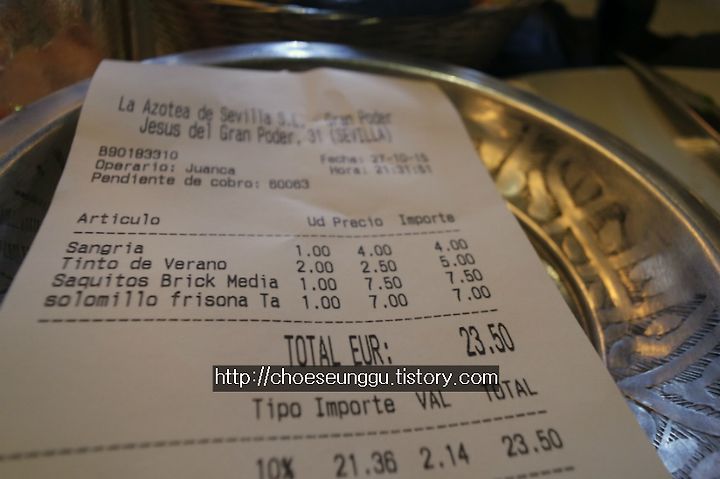 La Azotea de Sevilla S.L. - Gran Poder
Jesus del Gran Poder, 31 (SEVILLA)
B90193310 Fecha: 27-10-15
Operario: Juanca Hora: 21:31:51
Pendiente de cobro: 60063
Articulo Ud Precio Importe
Sangria 1.00 4.00 4.00
Tinto de Verano 2.00 2.50 5.00
Saquitos Brick Media 1.00 7.50 7.50
solomillo frisona Ta 1.00 7.00 7.00
TOTAL EUR: 23.50
http://choeseunggu.tistory.com
Tipo Importe VAL TOTAL
10% 21.36 2.14 23.50